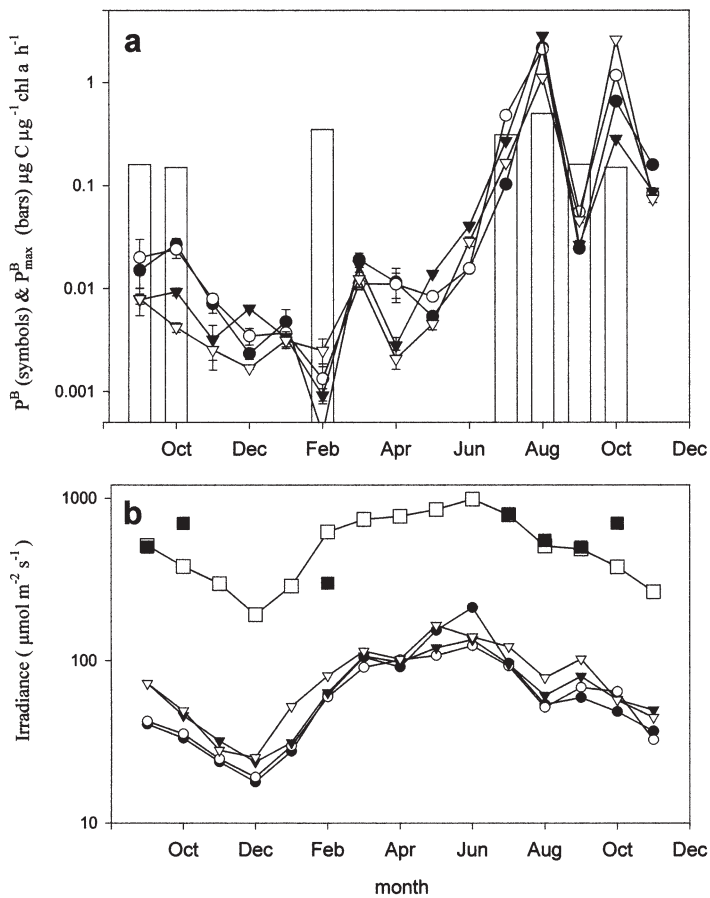 a
P^B (symbols) & P^B_max (bars) µg C µg^-1 chl a h^-1
1
0.1
0.01
0.001
Oct Dec Feb Apr Jun Aug Oct Dec
b
Irradiance ( µmol m^-2 s^-1)
1000
100
10
Oct Dec Feb Apr Jun Aug Oct Dec
month